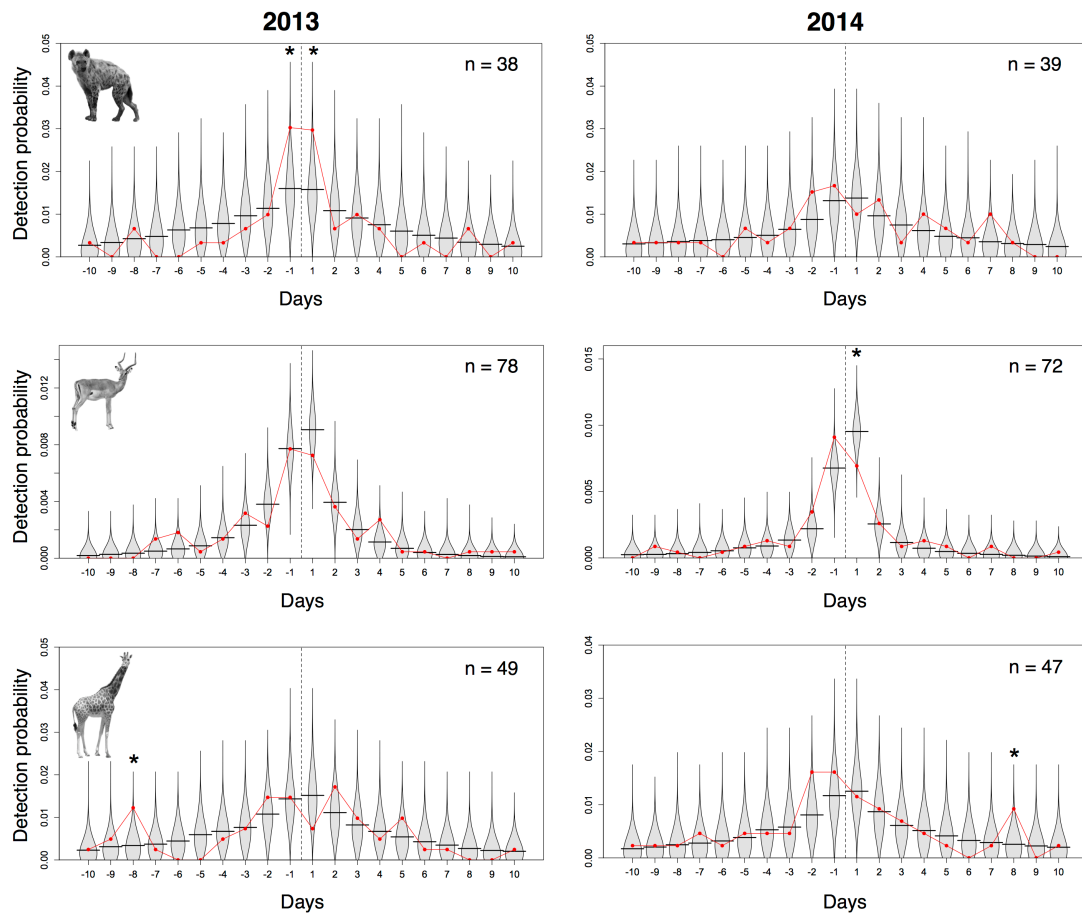 2013
2014
Detection probability
0.00 0.01 0.02 0.03 0.04 0.05
* *
n = 38
-10 -9 -8 -7 -6 -5 -4 -3 -2 -1 1 2 3 4 5 6 7 8 9 10
Days
0.00 0.01 0.02 0.03 0.04 0.05
n = 39
-10 -9 -8 -7 -6 -5 -4 -3 -2 -1 1 2 3 4 5 6 7 8 9 10
Days
Detection probability
0.000 0.004 0.008 0.012
n = 78
-10 -9 -8 -7 -6 -5 -4 -3 -2 -1 1 2 3 4 5 6 7 8 9 10
Days
0.000 0.005 0.010 0.015
*
n = 72
-10 -9 -8 -7 -6 -5 -4 -3 -2 -1 1 2 3 4 5 6 7 8 9 10
Days
Detection probability
0.00 0.01 0.02 0.03 0.04 0.05
*
n = 49
-10 -9 -8 -7 -6 -5 -4 -3 -2 -1 1 2 3 4 5 6 7 8 9 10
Days
0.00 0.01 0.02 0.03 0.04
*
n = 47
-10 -9 -8 -7 -6 -5 -4 -3 -2 -1 1 2 3 4 5 6 7 8 9 10
Days